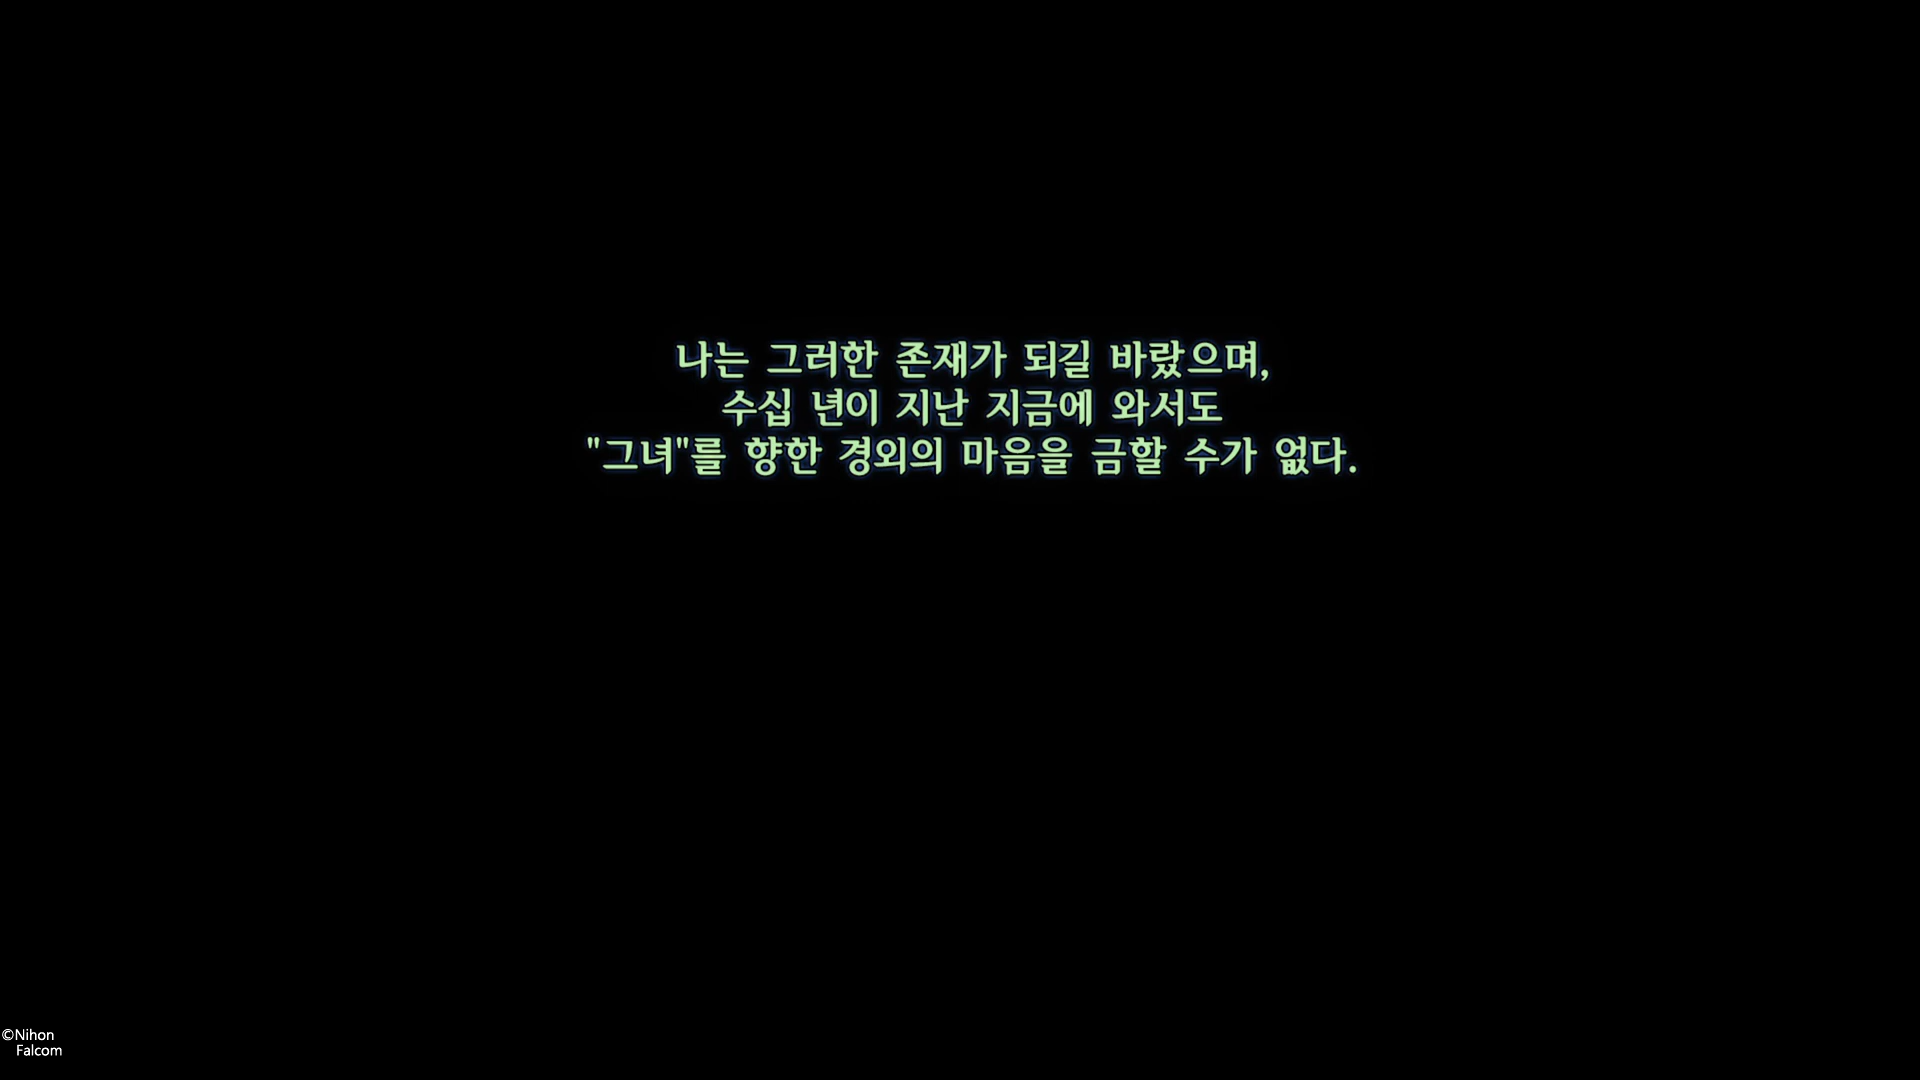 나는 그러한 존재가 되길 바랐으며,
수십 년이 지난 지금에 와서도
"그녀"를 향한 경외의 마음을 금할 수가 없다.
©Nihon
Falcom